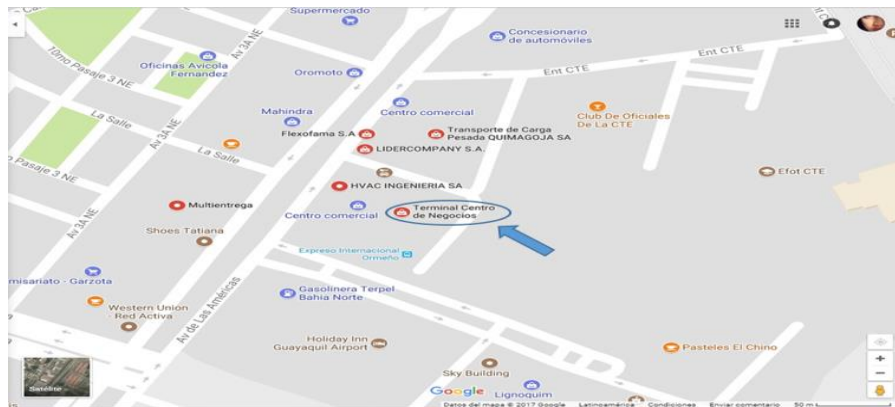 Supermercado
Concesionario
de automóviles
Oficinas Avicola
Fernandez
Av 3A NE
10mo Pasaje 3 NE
Oromoto
Ent CTE
Ent CTE
Mahindra
Centro comercial
Club De Oficiales
De La CTE
La Salle
Flexofama S.A
Transporte de Carga
Pesada QUIMAGOJA SA
LIDERCOMPANY S.A.
Av 3A NE
La Salle
Pasaje 3 NE
Efot CTE
HVAC INGENIERIA SA
Multientrega
Centro comercial
Terminal Centro
de Negocios
Av 3A NE
Shoes Tatiana
Expreso Internacional
Ormeño
misariato - Garzota
Gasolinera Terpel
Bahía Norte
Western Union
- Red Activa
Av de Las Américas
Holiday Inn
Guayaquil Airport
Pasteles El Chino
Satélite
Sky Building
Google
Lignoquim
Datos del mapa © 2017 Google
Latinoamérica
Condiciones
Enviar comentario
50 m